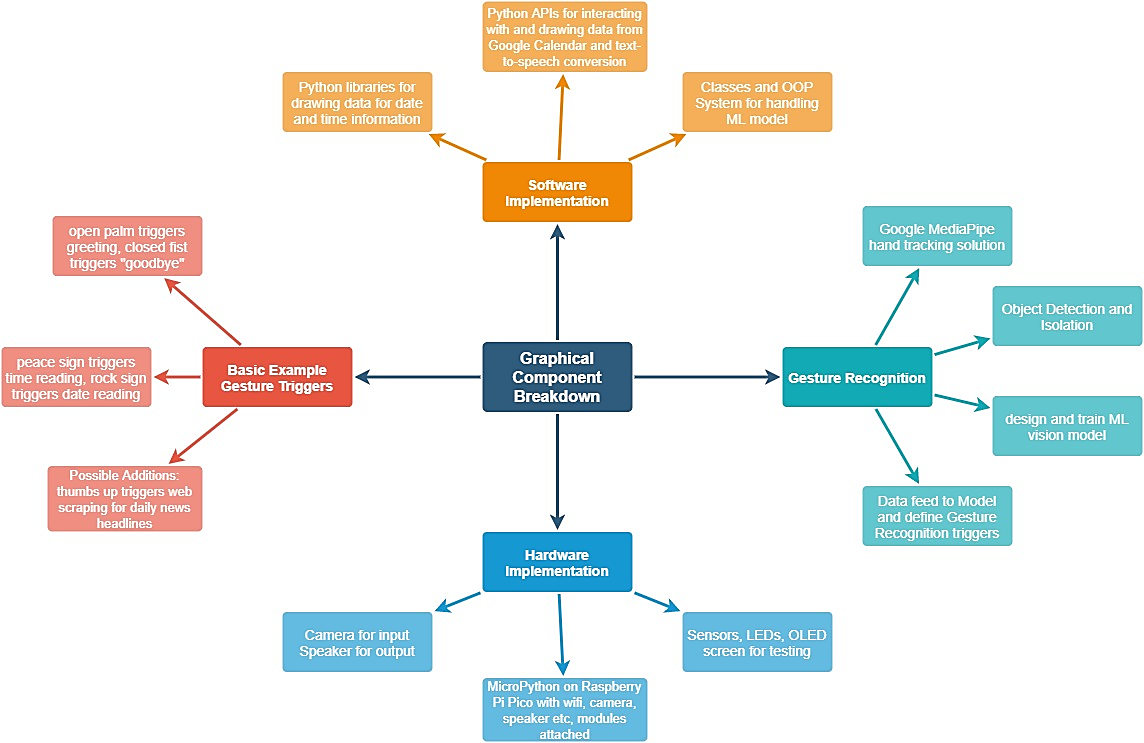 Python APIs for interacting
with and drawing data from
Google Calendar and text-
to-speech conversion
Python libraries for
drawing data for date
and time information
Classes and OOP
System for handling
ML model
Software
Implementation
open palm triggers
greeting, closed fist
triggers "goodbye"
Google MediaPipe
hand tracking solution
Object Detection and
Isolation
peace sign triggers
time reading, rock sign
triggers date reading
Basic Example
Gesture Triggers
Graphical
Component
Breakdown
Gesture Recognition
design and train ML
vision model
Possible Additions:
thumbs up triggers web
scraping for daily news
headlines
Data feed to Model
and define Gesture
Recognition triggers
Hardware
Implementation
Camera for input
Speaker for output
Sensors, LEDs, OLED
screen for testing
MicroPython on Raspberry
Pi Pico with wifi, camera,
speaker etc, modules
attached